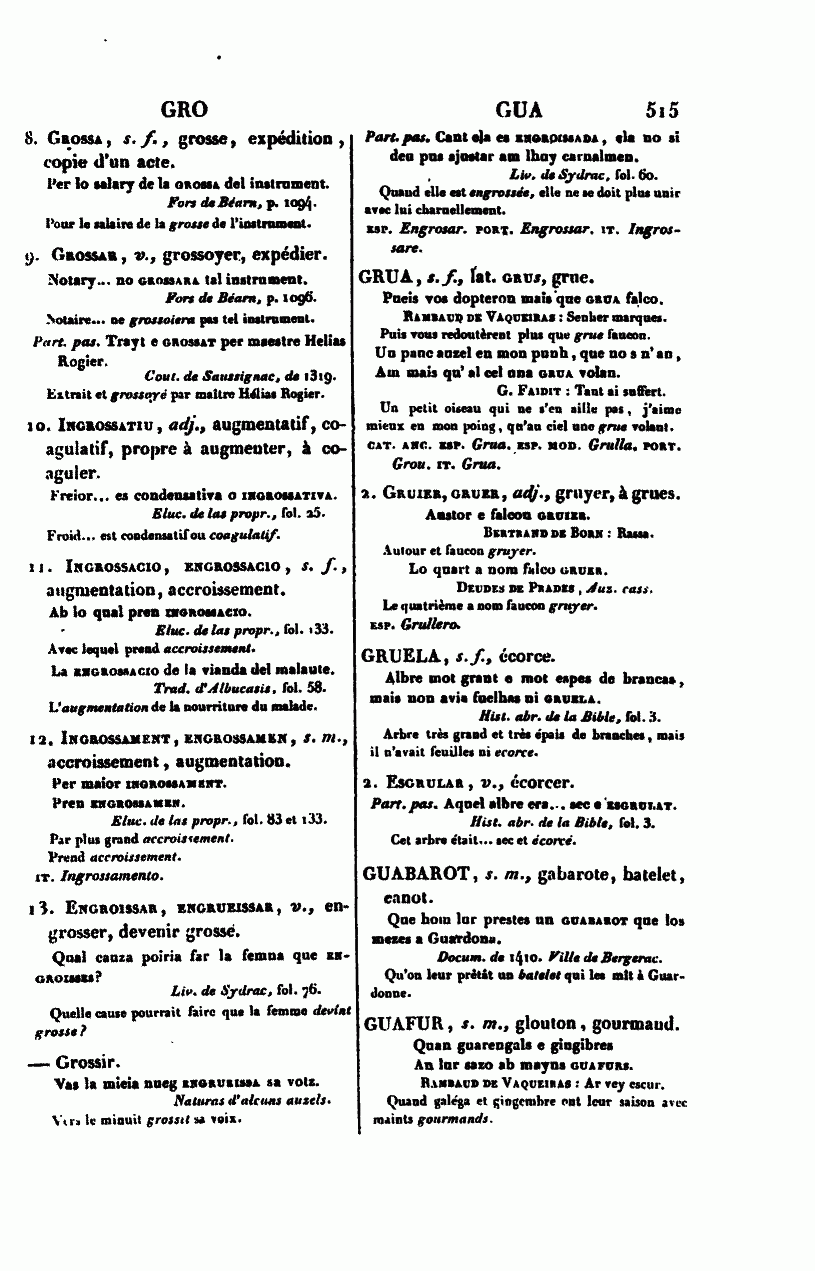 GRO
8. Grossa, s. f., grosse, expédition,
copie d'un acte.
Per lo salary de la grossa del instrument.
Fors de Béarn, p. 1094.
Pour le salaire de la grosse de l'instrument.
9. Grossar, v., grossoyer, expédier.
Notary... no grossara tal instrument.
Fors de Béarn, p. 1096.
Notaire... ne grossoiera pas tel instrument.
Part. pas. Trayt e grossat per maestre Helias
Rogier.
Cout. de Saussignac, de 1319.
Extrait et grossoyé par maître Hélias Rogier.
10. Ingrossatiu, adj., augmentatif, co-
agulatif, propre à augmenter, à co-
aguler.
Freior... es condensativa o ingrossativa.
Eluc. de las propr., fol. 25.
Froid... est condensatif ou coagulatif.
11. Ingrossacio, engrossacio, s. f.,
augmentation, accroissement.
Ab lo qual pren ingrossacio.
Eluc. de las propr., fol. 133.
Avec lequel prend accroissement.
La engrossacio de la vianda del malaute.
Trad. d'Albucasis, fol. 58.
L'augmentation de la nourriture du malade.
12. Ingrossament, engrossamen, s. m.,
accroissement, augmentation.
Per maior ingrossament.
Pren engrossamen.
Eluc. de las propr., fol. 83 et 133.
Par plus grand accroissement.
Prend accroissement.
it. Ingrossamento.
13. Engroissar, engrueissar, v., en-
grosser, devenir grosse.
Qual cauza poiria far la femna que en-
groisses?
Liv. de Sydrac, fol. 76.
Quelle cause pourrait faire que la femme devînt
grosse?
— Grossir.
Vas la mieia nueg engrueissa sa votz.
Naturas d'alcuns auzels.
Vers le minuit grossit sa voix.
GUA 515
Part. pas. Cant ela es engroissada, ela no si
deu pus ajostar am lhuy carnalmen.
Liv. de Sydrac, fol. 60.
Quand elle est engrossée, elle ne se doit plus unir
avec lui charnellement.
esp. Engrosar. port. Engrossar. it. Ingros-
sare.
GRUA, s. f., lat. grus, grue.
Pueis vos dopteron mais que grua falco.
Rambaud de Vaqueiras: Senher marques.
Puis vous redoutèrent plus que grue faucon.
Un pauc auzel en mon punh, que no s n'an,
Am mais qu'al cel una grua volan.
G. Faidit: Tant ai suffert.
Un petit oiseau qui ne s'en aille pas, j'aime
mieux en mon poing, qu'au ciel une grue volant.
cat. anc. esp. Grua. esp. mod. Grulla. port.
Grou. it. Grua.
2. Gruier, gruer, adj., gruyer, à grues.
Austor e falcon gruier.
Bertrand de Born: Rassa.
Autour et faucon gruyer.
Lo quart a nom falco gruer.
Deudes de Prades, Auz. cass.
Le quatrième a nom faucon gruyer.
esp. Grullero.
GRUELA, s. f., écorce.
Albre mot grant e mot espes de brancas,
mais non avia fuelhas ni gruela.
Hist. abr. de la Bible, fol. 3.
Arbre très grand et très épais de branches, mais
il n'avait feuilles ni ecorce.
2. Esgrular, v., écorcer.
Part. pas. Aquel albre era... sec e esgrulat.
Hist. abr. de la Bible, fol. 3.
Cet arbre était... sec et écorcé.
GUABAROT, s. m., gabarote, batelet,
canot.
Que hom lur prestes un guabarot que los
mezes a Guardona.
Docum. de 1410. Ville de Bergerac.
Qu'on leur prêtât un batelet qui les mît à Guar-
donne.
GUAFUR, s. m., glouton, gourmand.
Quan guarengals e gingibres
An lur sazo ab mayns guafurs.
Rambaud de Vaqueiras: Ar vey escur.
Quand galéga et gingembre ont leur saison avec
maints gourmands.